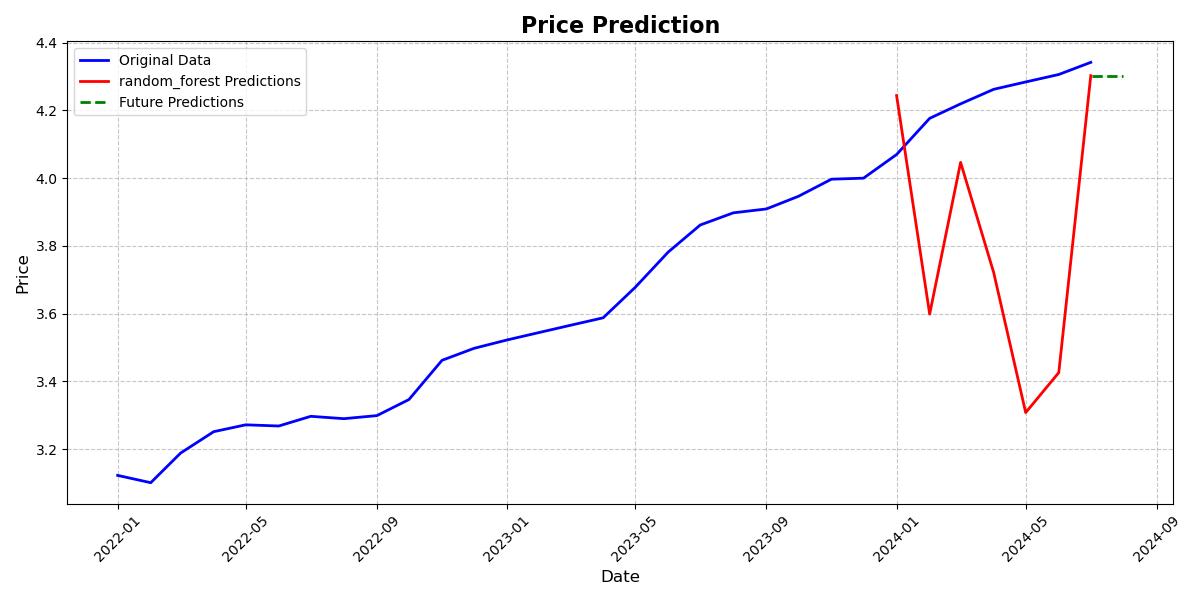 Price Prediction
Original Data
random_forest Predictions
Future Predictions
Price
4.4
4.2
4.0
3.8
3.6
3.4
3.2
2022-01
2022-05
2022-09
2023-01
2023-05
2023-09
2024-01
2024-05
2024-09
Date